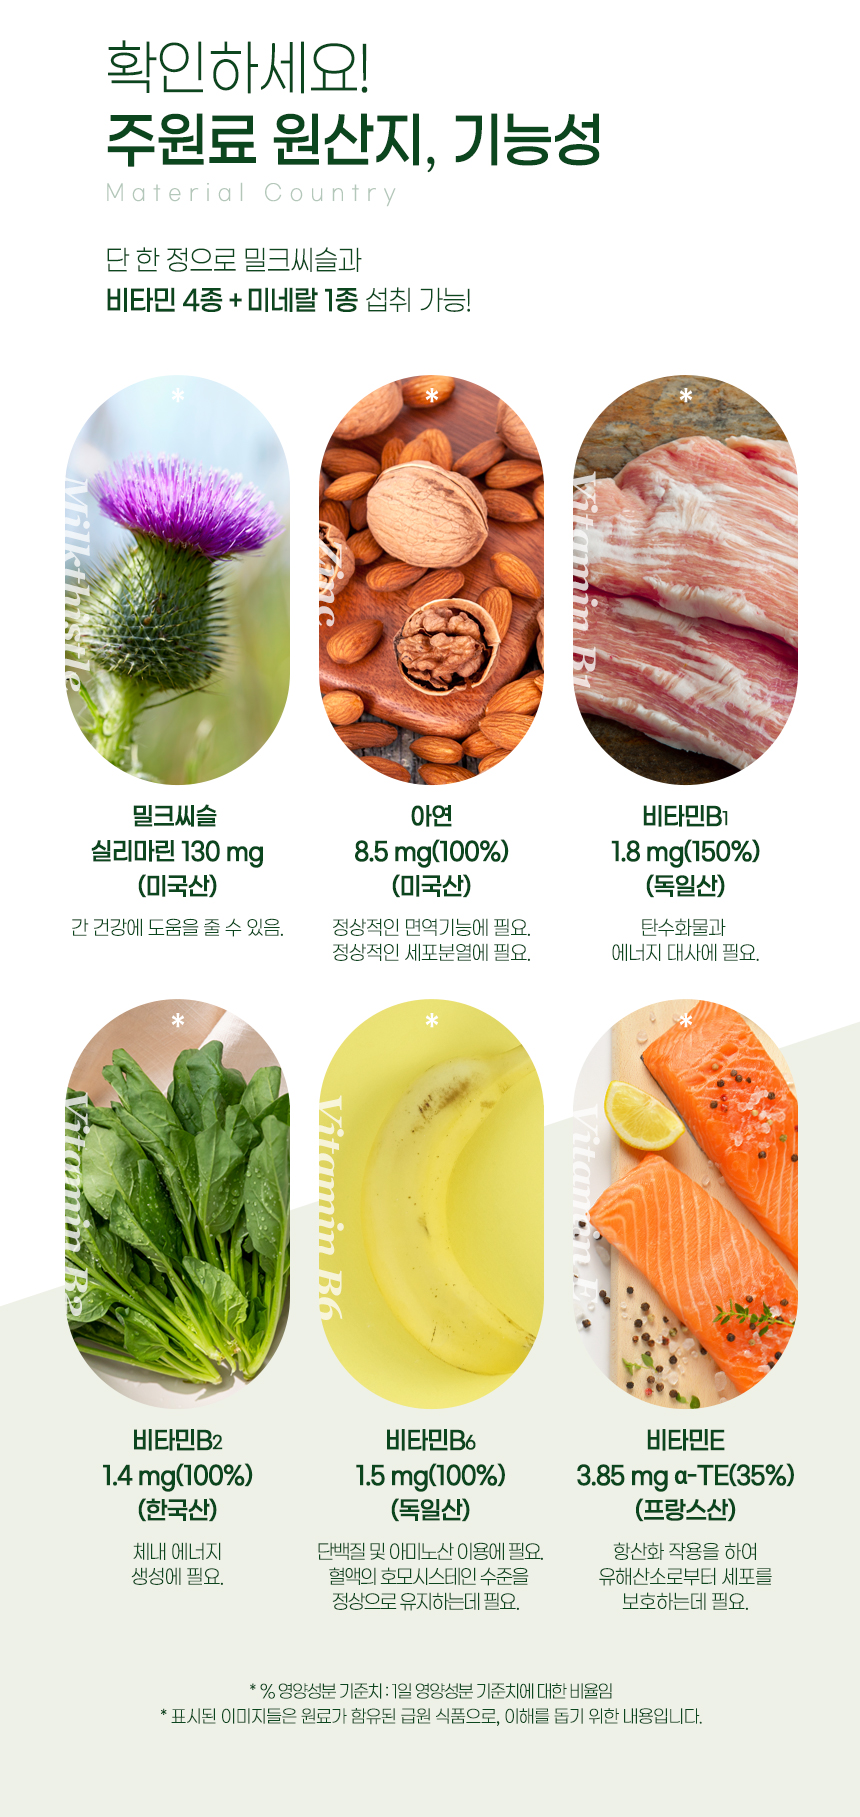 확인하세요!
주원료 원산지, 기능성
Material Country
단 한 정으로 밀크씨슬과
비타민 4종 + 미네랄 1종 섭취 가능!
*
*
*
Milkthistle
Zinc
Vitamin B1
밀크씨슬
실리마린 130 mg
(미국산)
간 건강에 도움을 줄 수 있음.
아연
8.5 mg(100%)
(미국산)
정상적인 면역기능에 필요.
정상적인 세포분열에 필요.
비타민B1
1.8 mg(150%)
(독일산)
탄수화물과
에너지 대사에 필요.
*
*
*
Vitamin B2
Vitamin B6
Vitamin E
비타민B2
1.4 mg(100%)
(한국산)
체내 에너지
생성에 필요.
비타민B6
1.5 mg(100%)
(독일산)
단백질 및 아미노산 이용에 필요.
혈액의 호모시스테인 수준을
정상으로 유지하는데 필요.
비타민E
3.85 mg α-TE(35%)
(프랑스산)
항산화 작용을 하여
유해산소로부터 세포를
보호하는데 필요.
* % 영양성분 기준치 : 1일 영양성분 기준치에 대한 비율임
* 표시된 이미지들은 원료가 함유된 급원 식품으로, 이해를 돕기 위한 내용입니다.